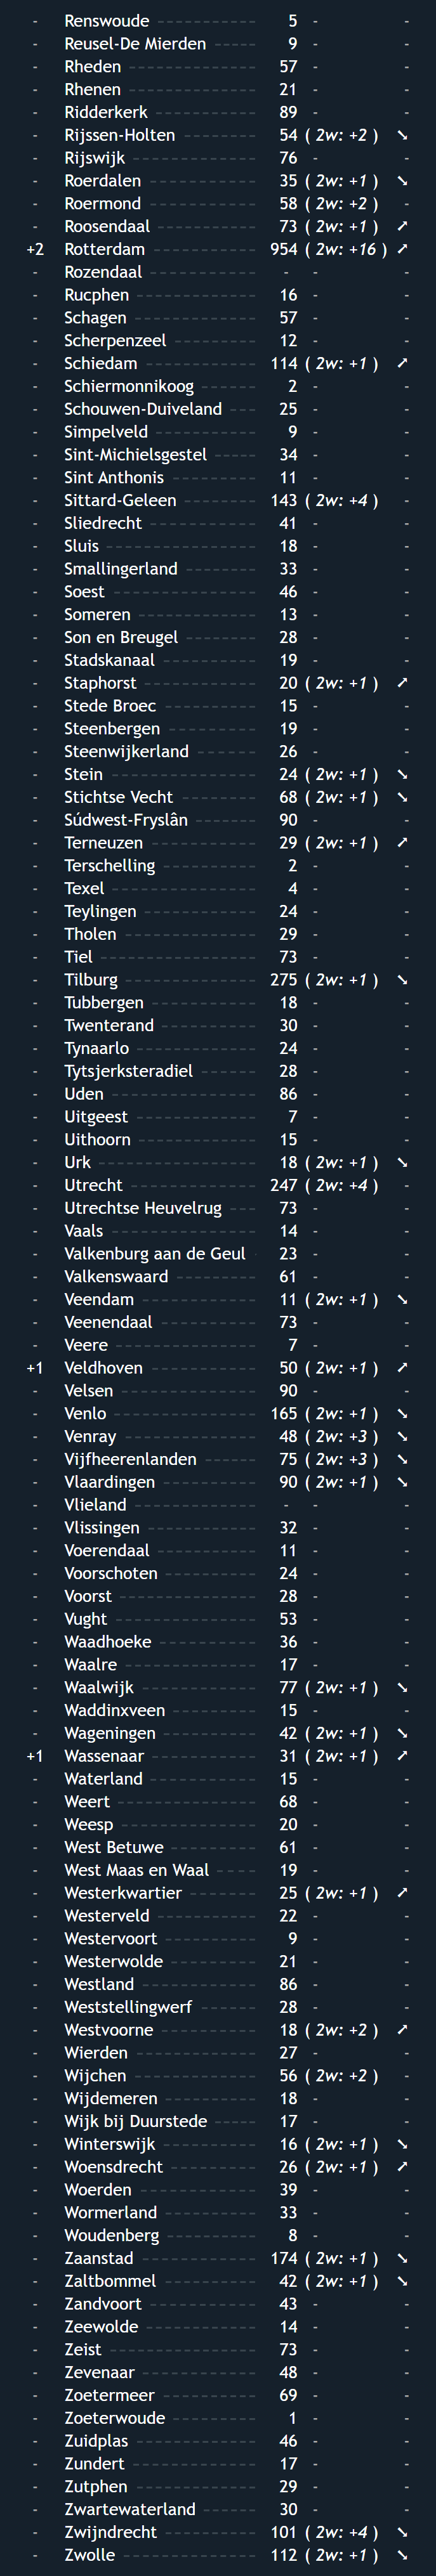 - Renswoude ------------ 5 - -
- Reusel-De Mierden ------ 9 - -
- Rheden --------------- 57 - -
- Rhenen --------------- 21 - -
- Ridderkerk ------------ 89 - -
- Rijssen-Holten --------- 54 ( 2w: +2 ) ↘
- Rijswijk --------------- 76 - -
- Roerdalen ------------- 35 ( 2w: +1 ) ↘
- Roermond ------------- 58 ( 2w: +2 ) -
- Roosendaal ------------ 73 ( 2w: +1 ) ↗
+2 Rotterdam ------------- 954 ( 2w: +16 ) ↗
- Rozendaal ------------- - - -
- Rucphen -------------- 16 - -
- Schagen -------------- 57 - -
- Scherpenzeel ---------- 12 - -
- Schiedam ------------- 114 ( 2w: +1 ) ↗
- Schiermonnikoog ------- 2 - -
- Schouwen-Duiveland --- 25 - -
- Simpelveld ------------ 9 - -
- Sint-Michielsgestel ----- 34 - -
- Sint Anthonis ---------- 11 - -
- Sittard-Geleen --------- 143 ( 2w: +4 ) -
- Sliedrecht ------------- 41 - -
- Sluis ----------------- 18 - -
- Smallingerland --------- 33 - -
- Soest ----------------- 46 - -
- Someren -------------- 13 - -
- Son en Breugel --------- 28 - -
- Stadskanaal ----------- 19 - -
- Staphorst ------------- 20 ( 2w: +1 ) ↗
- Stede Broec ----------- 15 - -
- Steenbergen ----------- 19 - -
- Steenwijkerland ------- 26 - -
- Stein ----------------- 24 ( 2w: +1 ) ↘
- Stichtse Vecht --------- 68 ( 2w: +1 ) ↘
- Súdwest-Fryslân ------- 90 - -
- Terneuzen ------------- 29 ( 2w: +1 ) ↗
- Terschelling ----------- 2 - -
- Texel ----------------- 4 - -
- Teylingen ------------- 24 - -
- Tholen --------------- 29 - -
- Tiel ------------------ 73 - -
- Tilburg --------------- 275 ( 2w: +1 ) ↘
- Tubbergen ------------ 18 - -
- Twenterand ----------- 30 - -
- Tynaarlo ------------- 24 - -
- Tytsjerksteradiel ------ 28 - -
- Uden ----------------- 86 - -
- Uitgeest -------------- 7 - -
- Uithoorn ------------- 15 - -
- Urk ------------------ 18 ( 2w: +1 ) ↘
- Utrecht --------------- 247 ( 2w: +4 ) -
- Utrechtse Heuvelrug --- 73 - -
- Vaals ----------------- 14 - -
- Valkenburg aan de Geul - 23 - -
- Valkenswaard --------- 61 - -
- Veendam ------------- 11 ( 2w: +1 ) ↘
- Veenendaal ----------- 73 - -
- Veere ---------------- 7 - -
+1 Veldhoven ------------ 50 ( 2w: +1 ) ↗
- Velsen --------------- 90 - -
- Venlo ---------------- 165 ( 2w: +1 ) ↘
- Venray --------------- 48 ( 2w: +3 ) ↘
- Vijfheerenlanden ------ 75 ( 2w: +3 ) ↘
- Vlaardingen ----------- 90 ( 2w: +1 ) ↘
- Vlieland -------------- - - -
- Vlissingen ------------ 32 - -
- Voerendaal ----------- 11 - -
- Voorschoten ---------- 24 - -
- Voorst --------------- 28 - -
- Vught ---------------- 53 - -
- Waadhoeke ----------- 36 - -
- Waalre --------------- 17 - -
- Waalwijk ------------- 77 ( 2w: +1 ) ↘
- Waddinxveen --------- 15 - -
- Wageningen ---------- 42 ( 2w: +1 ) ↘
+1 Wassenaar ----------- 31 ( 2w: +1 ) ↗
- Waterland ----------- 15 - -
- Weert --------------- 68 - -
- Weesp --------------- 20 - -
- West Betuwe --------- 61 - -
- West Maas en Waal ---- 19 - -
- Westerkwartier ------- 25 ( 2w: +1 ) ↗
- Westerveld ----------- 22 - -
- Westervoort ---------- 9 - -
- Westerwolde --------- 21 - -
- Westland ------------- 86 - -
- Weststellingwerf ------ 28 - -
- Westvoorne ---------- 18 ( 2w: +2 ) ↗
- Wierden ------------- 27 - -
- Wijchen ------------- 56 ( 2w: +2 ) -
- Wijdemeren ---------- 18 - -
- Wijk bij Duurstede ----- 17 - -
- Winterswijk ---------- 16 ( 2w: +1 ) ↘
- Woensdrecht --------- 26 ( 2w: +1 ) ↗
- Woerden ------------ 39 - -
- Wormerland ---------- 33 - -
- Woudenberg ---------- 8 - -
- Zaanstad ------------ 174 ( 2w: +1 ) ↘
- Zaltbommel ---------- 42 ( 2w: +1 ) ↘
- Zandvoort ----------- 43 - -
- Zeewolde ------------ 14 - -
- Zeist ---------------- 73 - -
- Zevenaar ------------ 48 - -
- Zoetermeer ---------- 69 - -
- Zoeterwoude --------- 1 - -
- Zuidplas ------------- 46 - -
- Zundert ------------- 17 - -
- Zutphen ------------- 29 - -
- Zwartewaterland ------ 30 - -
- Zwijndrecht ---------- 101 ( 2w: +4 ) ↘
- Zwolle --------------- 112 ( 2w: +1 ) ↘